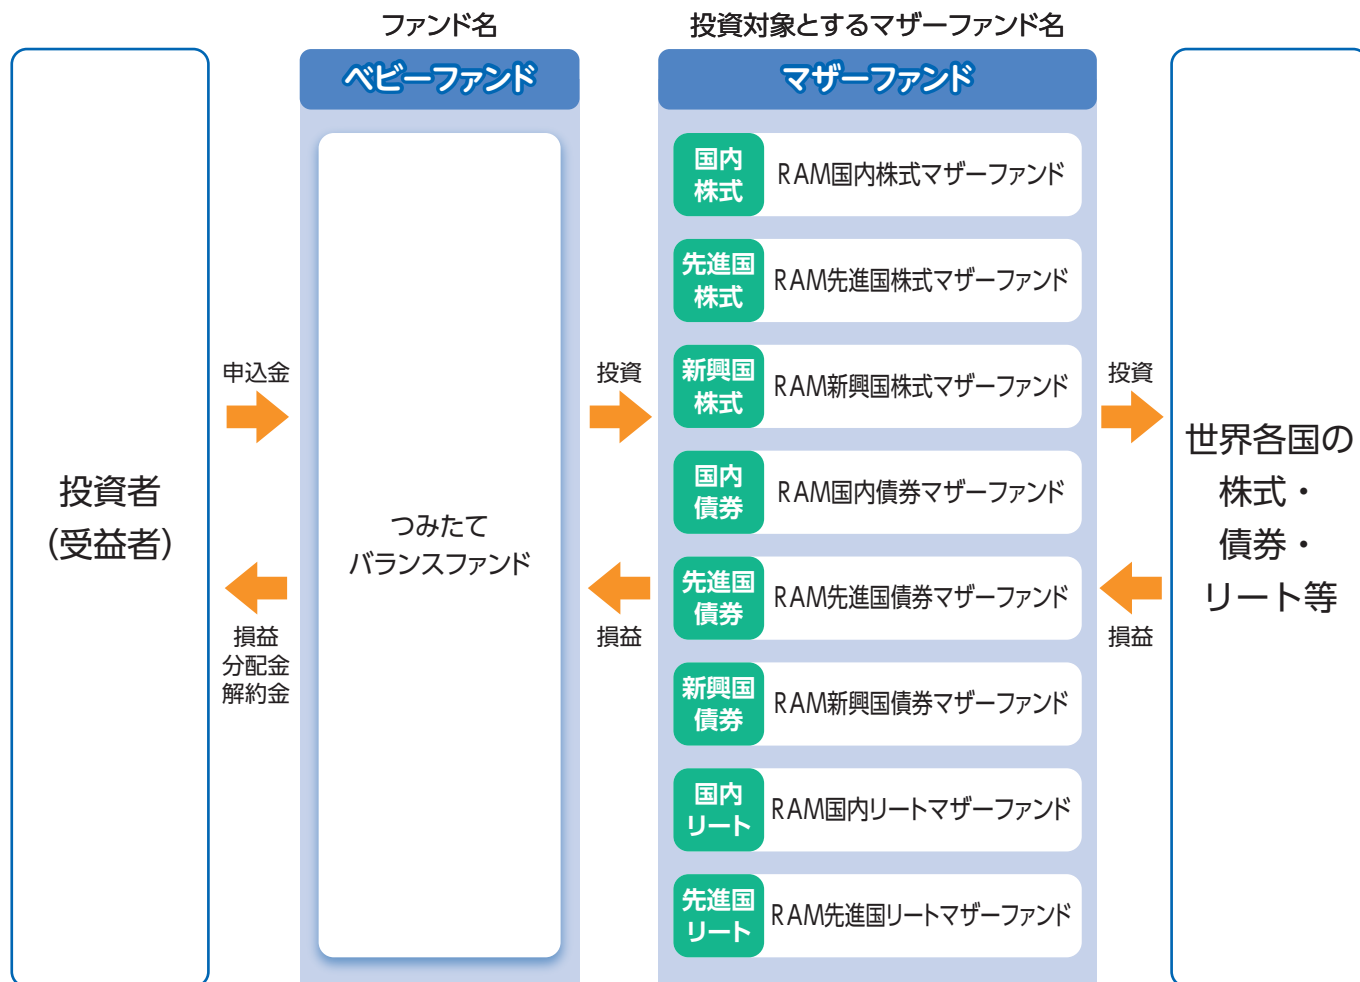 ファンド名
投資対象とするマザーファンド名
ベビーファンド
マザーファンド
投資者
(受益者)
申込金
損益
分配金
解約金
つみたて
バランスファンド
投資
損益
国内
株式
RAM国内株式マザーファンド
先進国
株式
RAM先進国株式マザーファンド
新興国
株式
RAM新興国株式マザーファンド
国内
債券
RAM国内債券マザーファンド
先進国
債券
RAM先進国債券マザーファンド
新興国
債券
RAM新興国債券マザーファンド
国内
リート
RAM国内リートマザーファンド
先進国
リート
RAM先進国リートマザーファンド
投資
損益
世界各国の
株式・
債券・
リート等